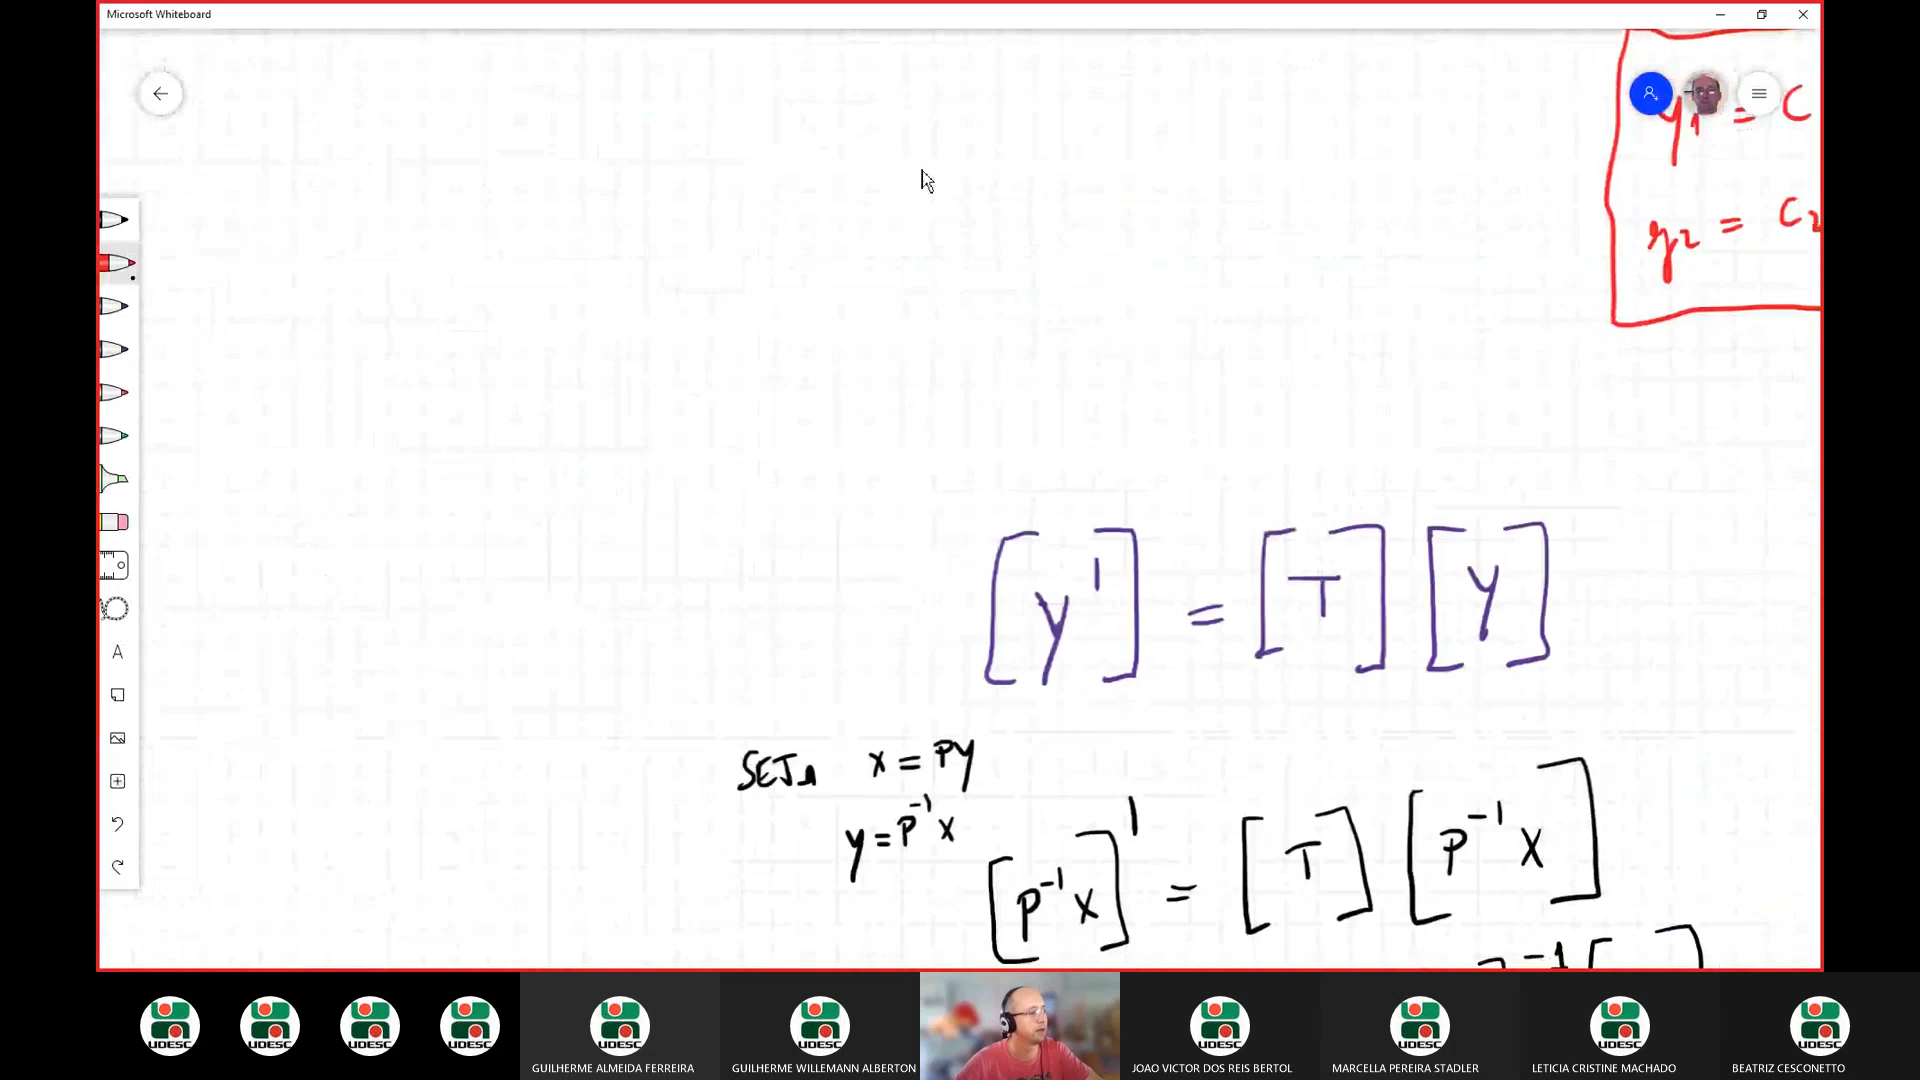 Microsoft Whiteboard
y₁ = C
y₂ = C₂
[y'] = [T] [y]
SEJA x = Py
y = P⁻¹x
[P⁻¹x]' = [T] [P⁻¹x]
A
UDESC UDESC UDESC UDESC UDESC UDESC UDESC UDESC UDESC UDESC
GUILHERME ALMEIDA FERREIRA
GUILHERME WILLEMANN ALBERTON
JOAO VICTOR DOS REIS BERTOL
MARCELLA PEREIRA STADLER
LETICIA CRISTINE MACHADO
BEATRIZ CESCONETTO